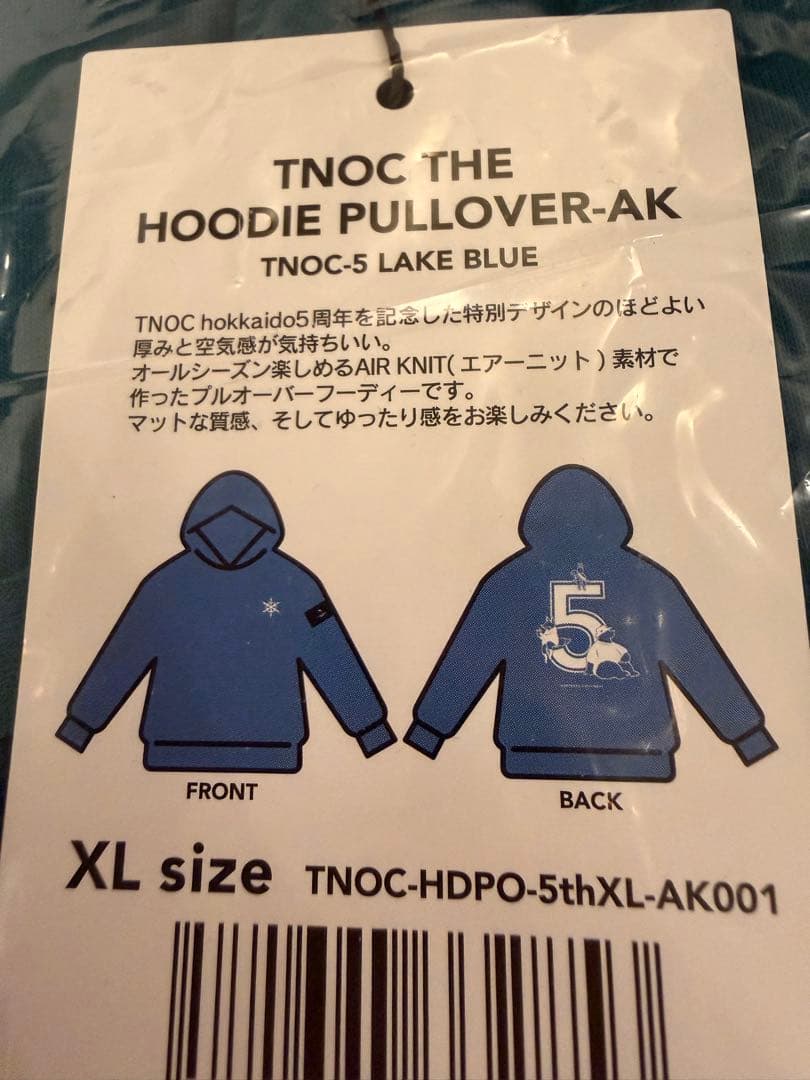 TNOC THE
HOODIE PULLOVER-AK
TNOC-5 LAKE BLUE
TNOC hokkaido5周年を記念した特別デザインのほどよい
厚みと空気感が気持ちいい。
オールシーズン楽しめるAIR KNIT(エアーニット)素材で
作ったプルオーバーフーディーです。
マットな質感、そしてゆったり感をお楽しみください。
5
FRONT
BACK
XL size TNOC-HDPO-5thXL-AK001